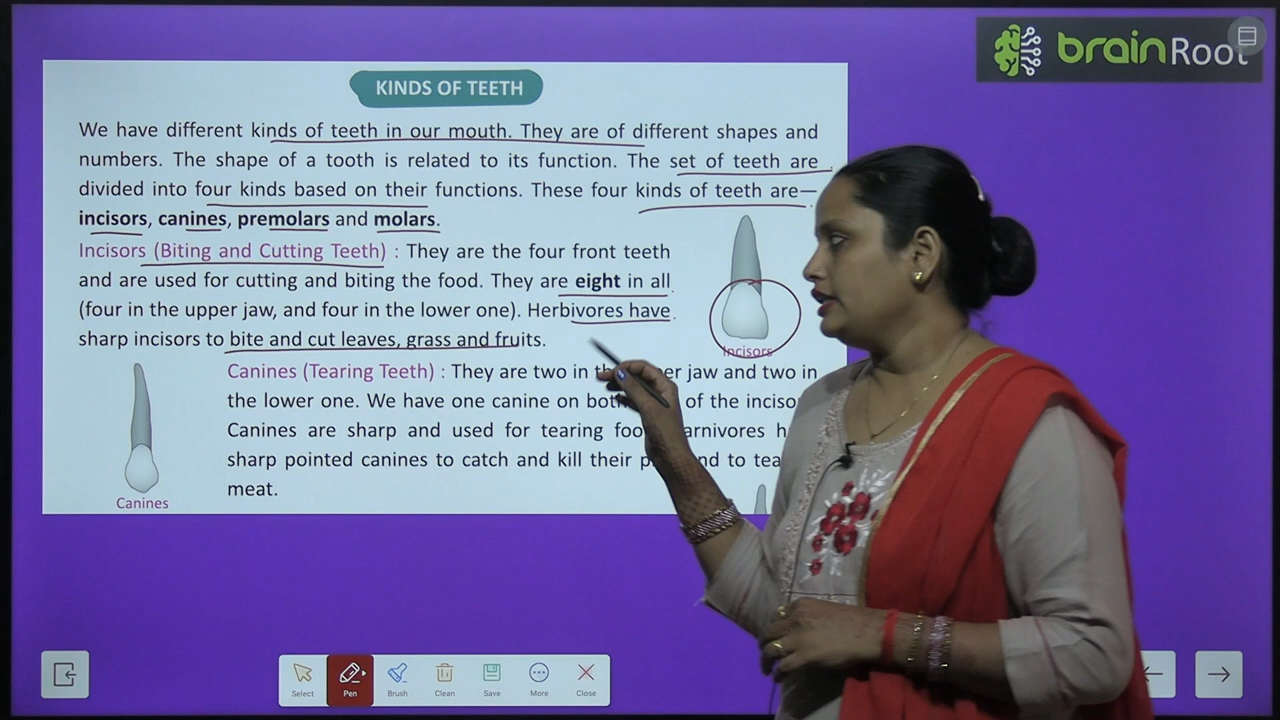 brainRoot
KINDS OF TEETH
We have different kinds of teeth in our mouth. They are of different shapes and
numbers. The shape of a tooth is related to its function. The set of teeth are
divided into four kinds based on their functions. These four kinds of teeth are—
incisors, canines, premolars and molars.
Incisors (Biting and Cutting Teeth) : They are the four front teeth
and are used for cutting and biting the food. They are eight in all
(four in the upper jaw, and four in the lower one). Herbivores have
sharp incisors to bite and cut leaves, grass and fruits.
Incisors
Canines (Tearing Teeth) : They are two in jaw and two in
the lower one. We have one canine on of the
Canines are sharp and used for tearing
sharp pointed canines to catch and kill their to
meat.
Canines
Select Pen Brush Clean Save More Close